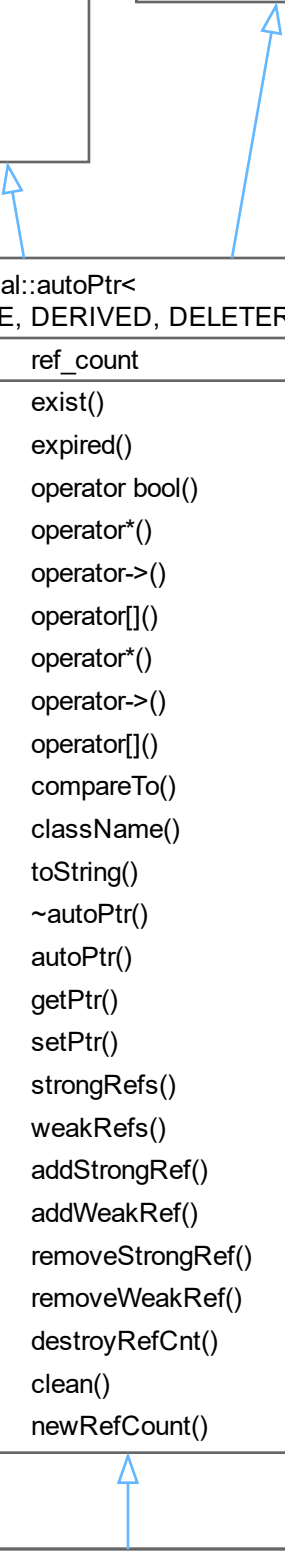 al::autoPtr<
E, DERIVED, DELETER
ref_count
exist()
expired()
operator bool()
operator*()
operator->()
operator[]()
operator*()
operator->()
operator[]()
compareTo()
className()
toString()
~autoPtr()
autoPtr()
getPtr()
setPtr()
strongRefs()
weakRefs()
addStrongRef()
addWeakRef()
removeStrongRef()
removeWeakRef()
destroyRefCnt()
clean()
newRefCount()